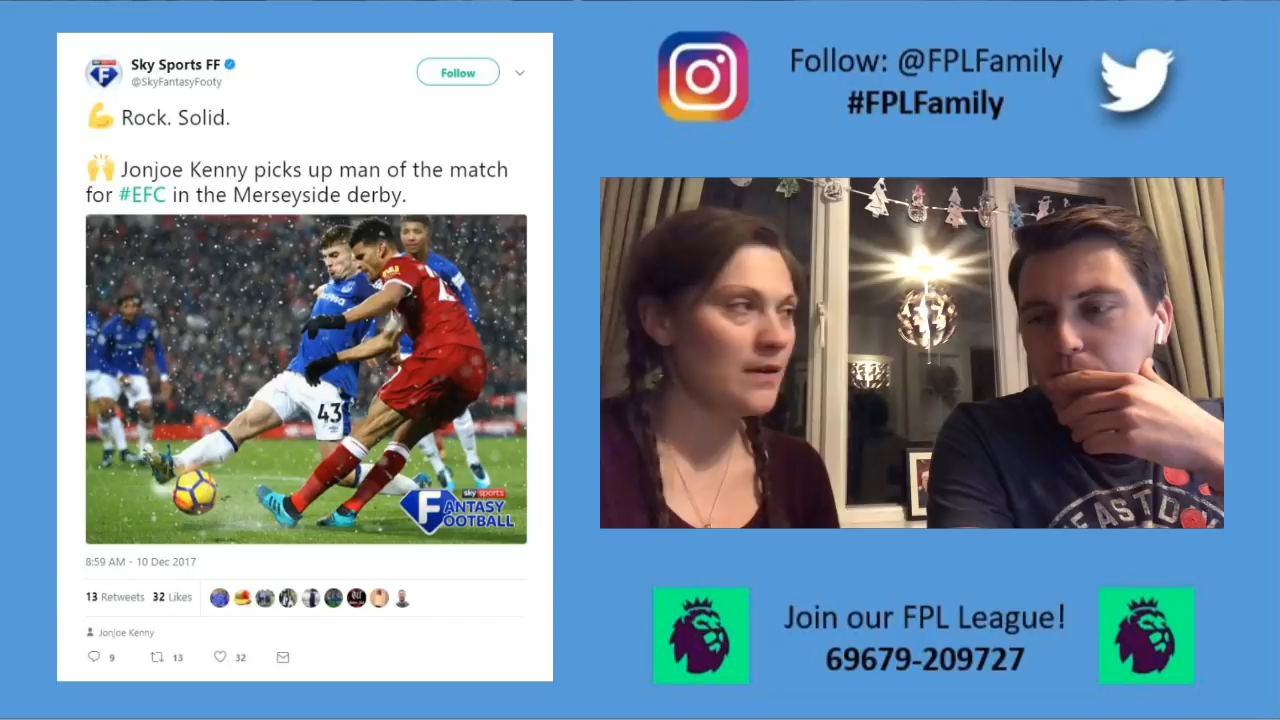 Sky Sports FF
@SkyFantasyFooty
Follow
Rock. Solid.
Jonjoe Kenny picks up man of the match
for #EFC in the Merseyside derby.
43
sky sports
FANTASY
FOOTBALL
8:59 AM - 10 Dec 2017
13 Retweets 32 Likes
Jonjoe Kenny
9 13 32
Follow: @FPLFamily
#FPLFamily
EASTO
Join our FPL League!
69679-209727